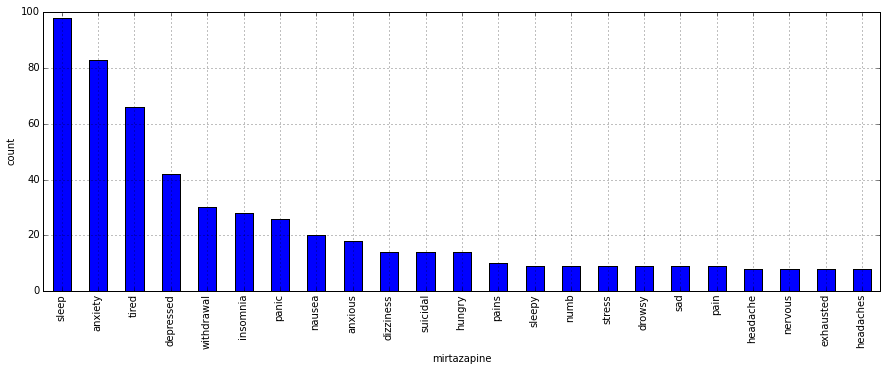 100
80
60
40
20
0
count
sleep
anxiety
tired
depressed
withdrawal
insomnia
panic
nausea
anxious
dizziness
suicidal
hungry
pains
sleepy
numb
stress
drowsy
sad
pain
headache
nervous
exhausted
headaches
mirtazapine